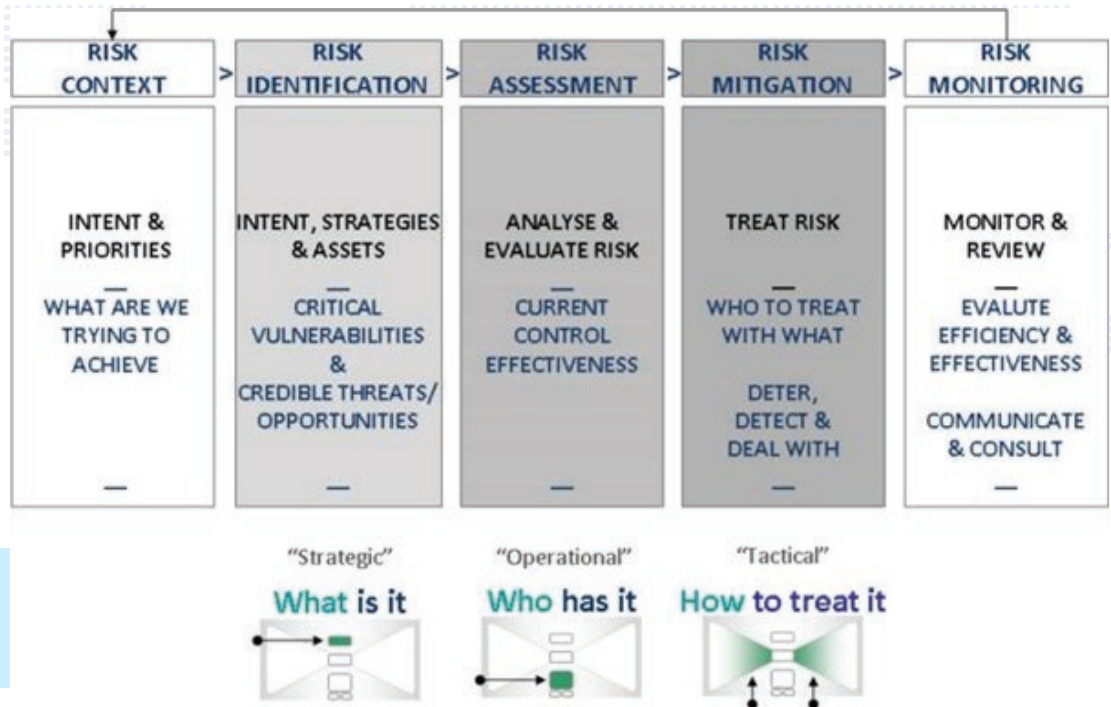 RISK
CONTEXT
>
RISK
IDENTIFICATION
>
RISK
ASSESSMENT
>
RISK
MITIGATION
>
RISK
MONITORING
INTENT &
PRIORITIES
—
WHAT ARE WE
TRYING TO
ACHIEVE
—
INTENT, STRATEGIES
& ASSETS
—
CRITICAL
VULNERABILITIES
&
CREDIBLE THREATS/
OPPORTUNITIES
—
ANALYSE &
EVALUATE RISK
—
CURRENT
CONTROL
EFFECTIVENESS
—
TREAT RISK
—
WHO TO TREAT
WITH WHAT
DETER,
DETECT &
DEAL WITH
—
MONITOR &
REVIEW
—
EVALUTE
EFFICIENCY &
EFFECTIVENESS
COMMUNICATE
& CONSULT
—
"Strategic"
What is it
"Operational"
Who has it
"Tactical"
How to treat it